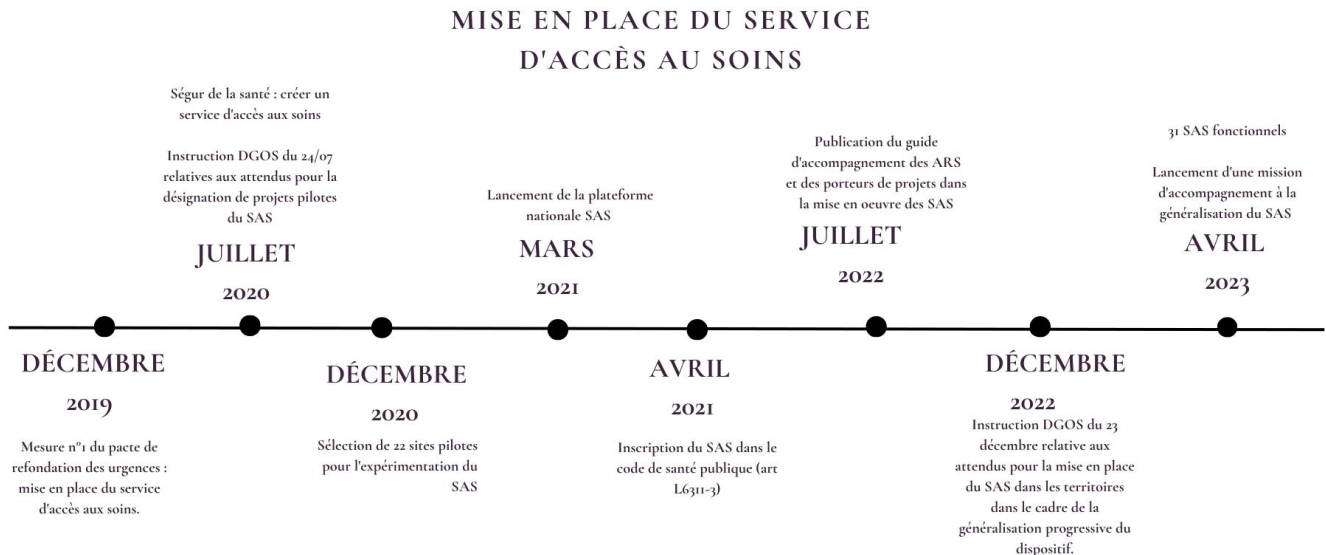 MISE EN PLACE DU SERVICE
D'ACCÈS AU SOINS
Ségur de la santé : créer un
service d'accès aux soins
Instruction DGOS du 24/07
relatives aux attendus pour la
désignation de projets pilotes
du SAS
JUILLET
2020
Lancement de la plateforme
nationale SAS
MARS
2021
Publication du guide
d'accompagnement des ARS
et des porteurs de projets dans
la mise en oeuvre des SAS
JUILLET
2022
31 SAS fonctionnels
Lancement d'une mission
d'accompagnement à la
généralisation du SAS
AVRIL
2023
DÉCEMBRE
2019
Mesure n°1 du pacte de
refondation des urgences :
mise en place du service
d'accès aux soins.
DÉCEMBRE
2020
Sélection de 22 sites pilotes
pour l'expérimentation du
SAS
AVRIL
2021
Inscription du SAS dans le
code de santé publique (art
L6311-3)
DÉCEMBRE
2022
Instruction DGOS du 23
décembre relative aux
attendus pour la mise en place
du SAS dans les territoires
dans le cadre de la
généralisation progressive du
dispositif.